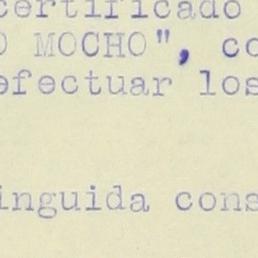 certificado
O MOCHO", co
efectuar los
inguida cons